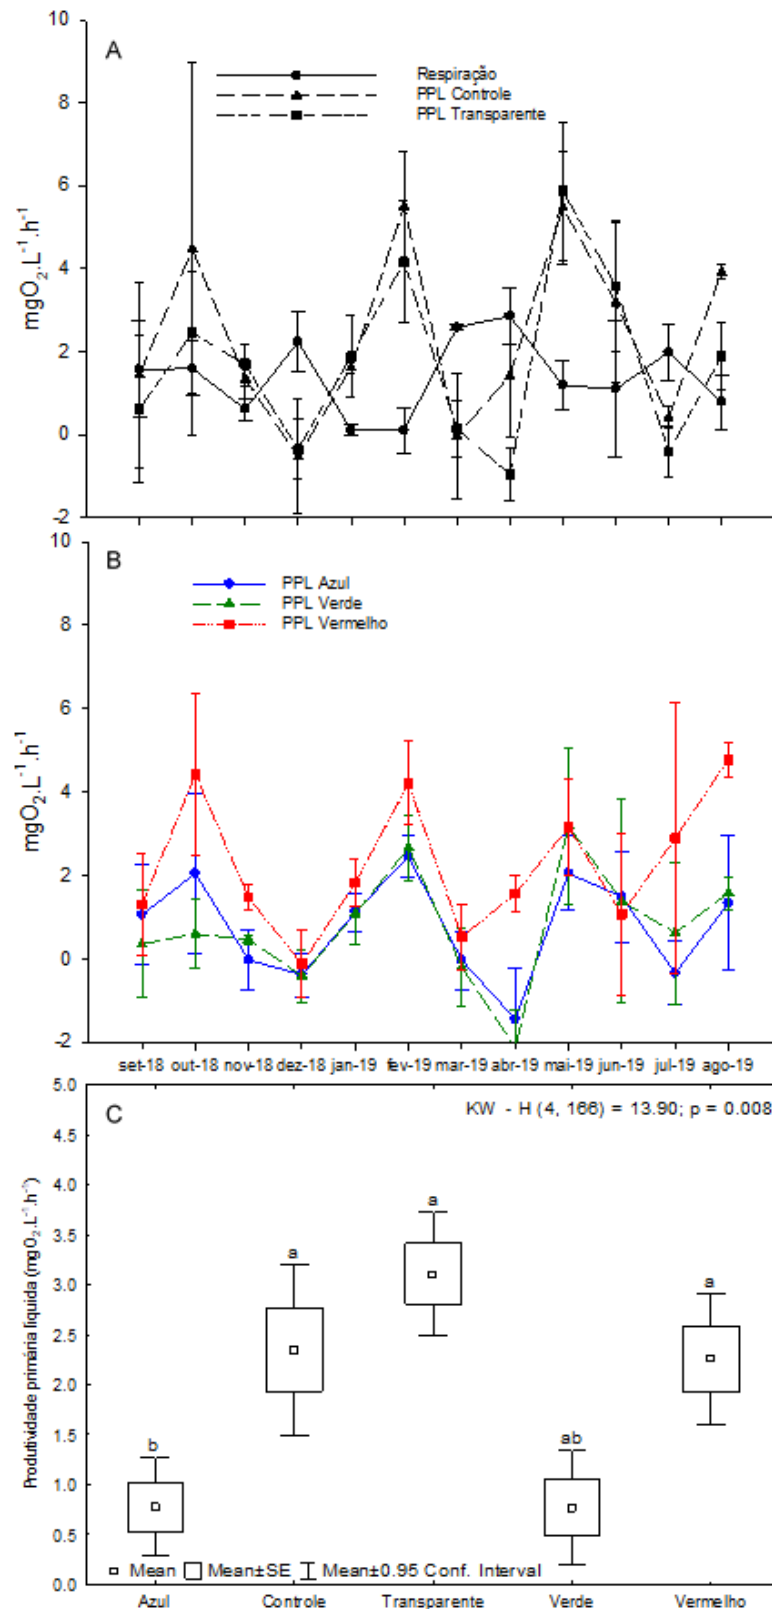 10
A
Respiração
PPL Controle
PPL Transparente
8
6
4
2
0
-2
mgO₂.L⁻¹.h⁻¹
10
B
PPL Azul
PPL Verde
PPL Vermelho
8
6
4
2
0
-2
mgO₂.L⁻¹.h⁻¹
set-18 out-18 nov-18 dez-18 jan-19 fev-19 mar-19 abr-19 mai-19 jun-19 jul-19 ago-19
5.0
C
KW - H (4, 166) = 13.90; p = 0.008
4.5
4.0
3.5
3.0
2.5
2.0
1.5
1.0
0.5
0.0
Produtividade primária líquida (mgO₂.L⁻¹.h⁻¹)
b
a
a
ab
a
Mean Mean±SE Mean±0.95 Conf. Interval
Azul Controle Transparente Verde Vermelho